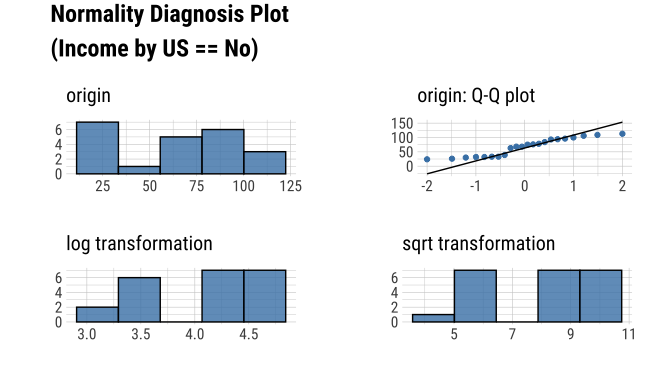 Normality Diagnosis Plot
(Income by US == No)
origin
6
4
2
0
25 50 75 100 125
origin: Q-Q plot
150
100
50
0
-2 -1 0 1 2
log transformation
6
4
2
0
3.0 3.5 4.0 4.5
sqrt transformation
6
4
2
0
5 7 9 11